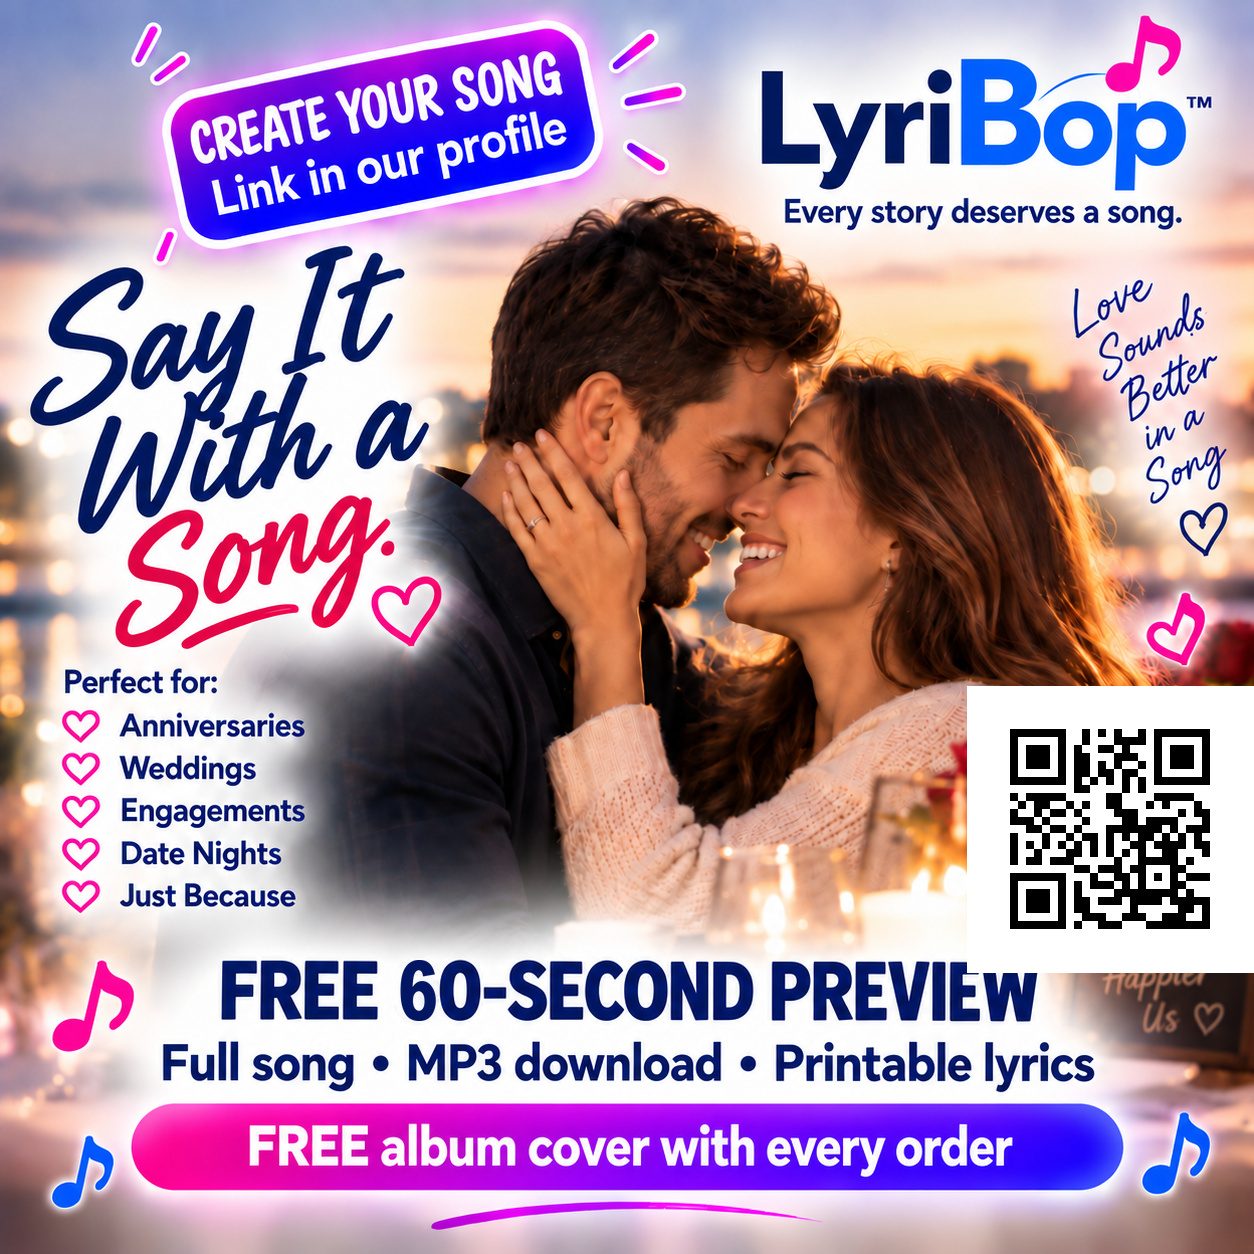 CREATE YOUR SONG
Link in our profile
LyriBop™
Every story deserves a song.
Say It
With a
Song.
Love
Sounds
Better
in a
Song
Perfect for:
Anniversaries
Weddings
Engagements
Date Nights
Just Because
FREE 60-SECOND PREVIEW
Happier
Us
Full song • MP3 download • Printable lyrics
FREE album cover with every order